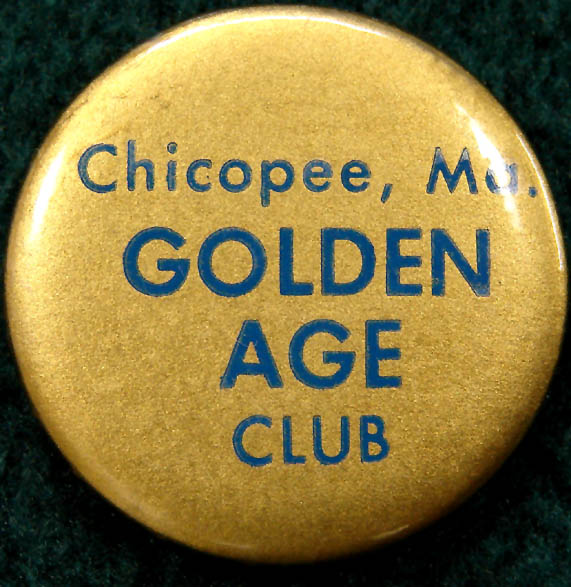 Chicopee, Ma.
GOLDEN
AGE
CLUB